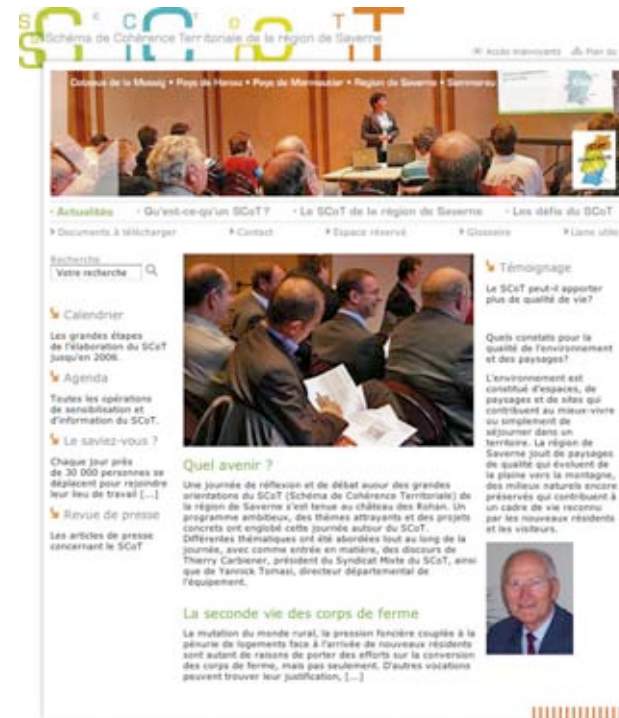 S C O T
SCOT
Schéma de Cohérence Territoriale de la région de Saverne
Accès malvoyants Plan du
Coteaux de la Mossig • Pays de Hanau • Pays de Marmoutier • Région de Saverne • Sommerau
• Actualités • Qu'est-ce-qu'un SCoT? • Le SCoT de la région de Saverne • Les défis du SCoT
Documents à télécharger Contact Espace réservé Glossaire Liens utile
Recherche
Votre recherche
Calendrier
Les grandes étapes
de l'élaboration du SCoT
jusqu'en 2008.
Agenda
Toutes les opérations
de sensibilisation et
d'information du SCoT.
Le saviez-vous ?
Chaque jour près
de 30 000 personnes se
déplacent pour rejoindre
leur lieu de travail [...]
Revue de presse
Les articles de presse
concernant le SCoT
Quel avenir ?
Une journée de réflexion et de débat auour des grandes
orientations du SCoT (Schéma de Cohérence Territoriale) de
la région de Saverne s'est tenue au château des Rohan. Un
programme ambitieux, des thèmes attrayants et des projets
concrets ont englobé cette journée autour du SCoT.
Différentes thématiques ont été abordées tout au long de la
journée, avec comme entrée en matière, des discours de
Thierry Carbiener, président du Syndicat Mixte du SCoT, ainsi
que de Yannick Tomasi, directeur départemental de
l'équipement.
La seconde vie des corps de ferme
La mutation du monde rural, la pression foncière couplée à la
pénurie de logements face à l'arrivée de nouveaux résidents
sont autant de raisons de porter des efforts sur la conversion
des corps de ferme, mais pas seulement. D'autres vocations
peuvent trouver leur justification, [...]
Témoignage
Le SCoT peut-il apporter
plus de qualité de vie?
Quels constats pour la
qualité de l'environnement
et des paysages?
L'environnement est
constitué d'espaces, de
paysages et de sites qui
contribuent au mieux-vivre
ou simplement de
séjourner dans un
territoire. La région de
Saverne jouit de paysages
de qualité qui évoluent de
la plaine vers la montagne,
des milieux naturels encore
préservés qui contribuent à
un cadre de vie reconnu
par les nouveaux résidents
et les visiteurs.